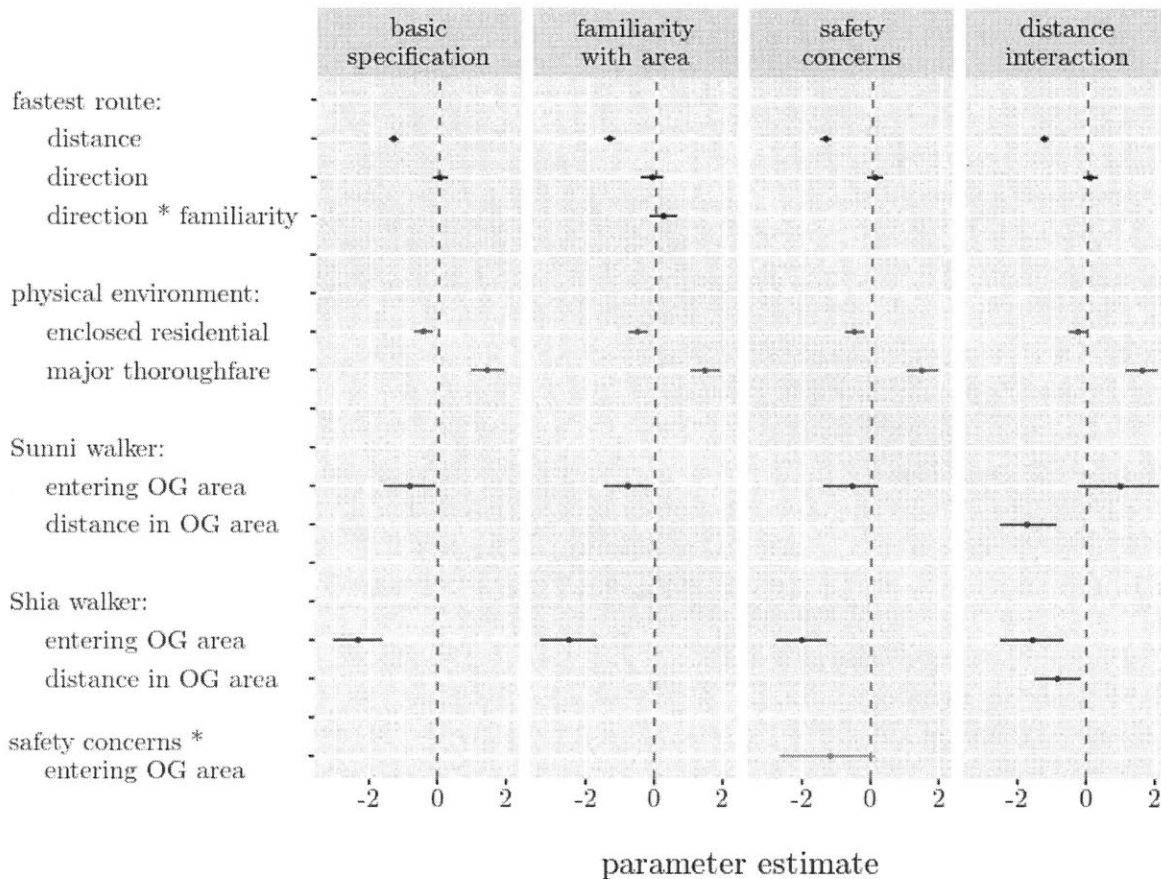 basic specification
familiarity with area
safety concerns
distance interaction
fastest route:
distance
direction
direction * familiarity
physical environment:
enclosed residential
major thoroughfare
Sunni walker:
entering OG area
distance in OG area
Shia walker:
entering OG area
distance in OG area
safety concerns *
entering OG area
-2 0 2 -2 0 2 -2 0 2 -2 0 2
parameter estimate